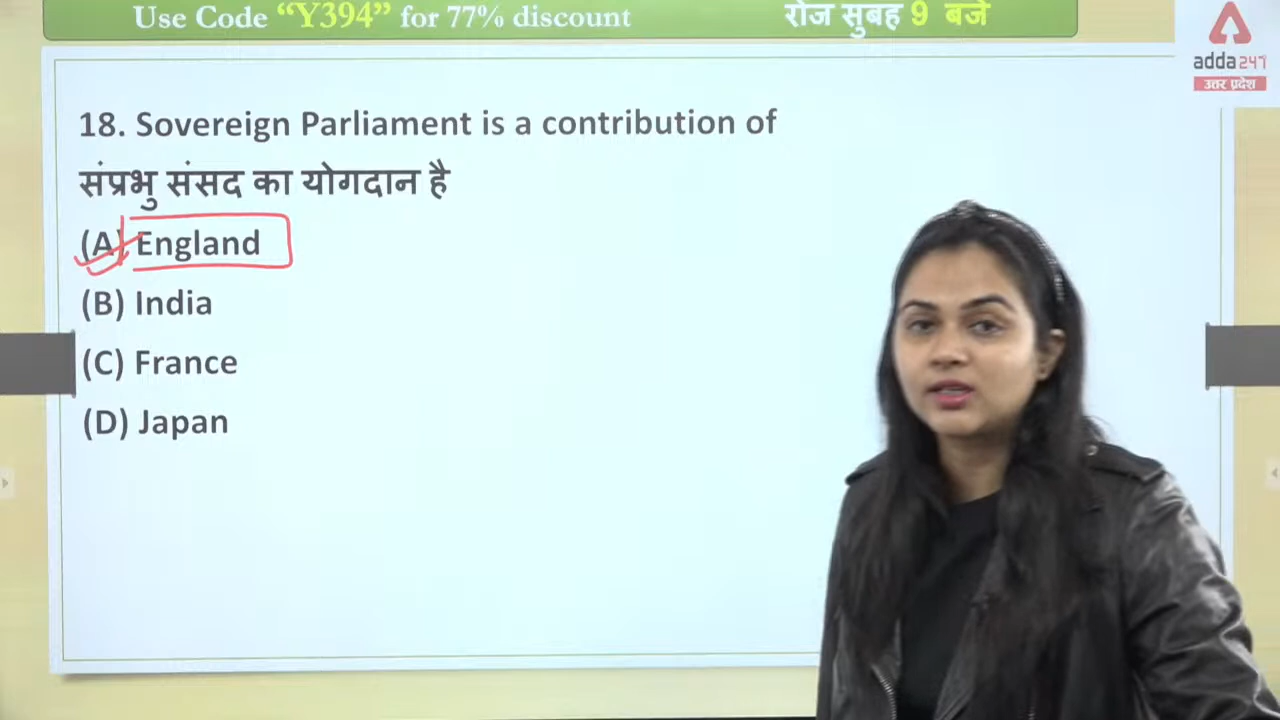 Use Code “Y394” for 77% discount
रोज सुबह 9 बजे
adda247
उत्तर प्रदेश
18. Sovereign Parliament is a contribution of
संप्रभु संसद का योगदान है
(A) England
(B) India
(C) France
(D) Japan